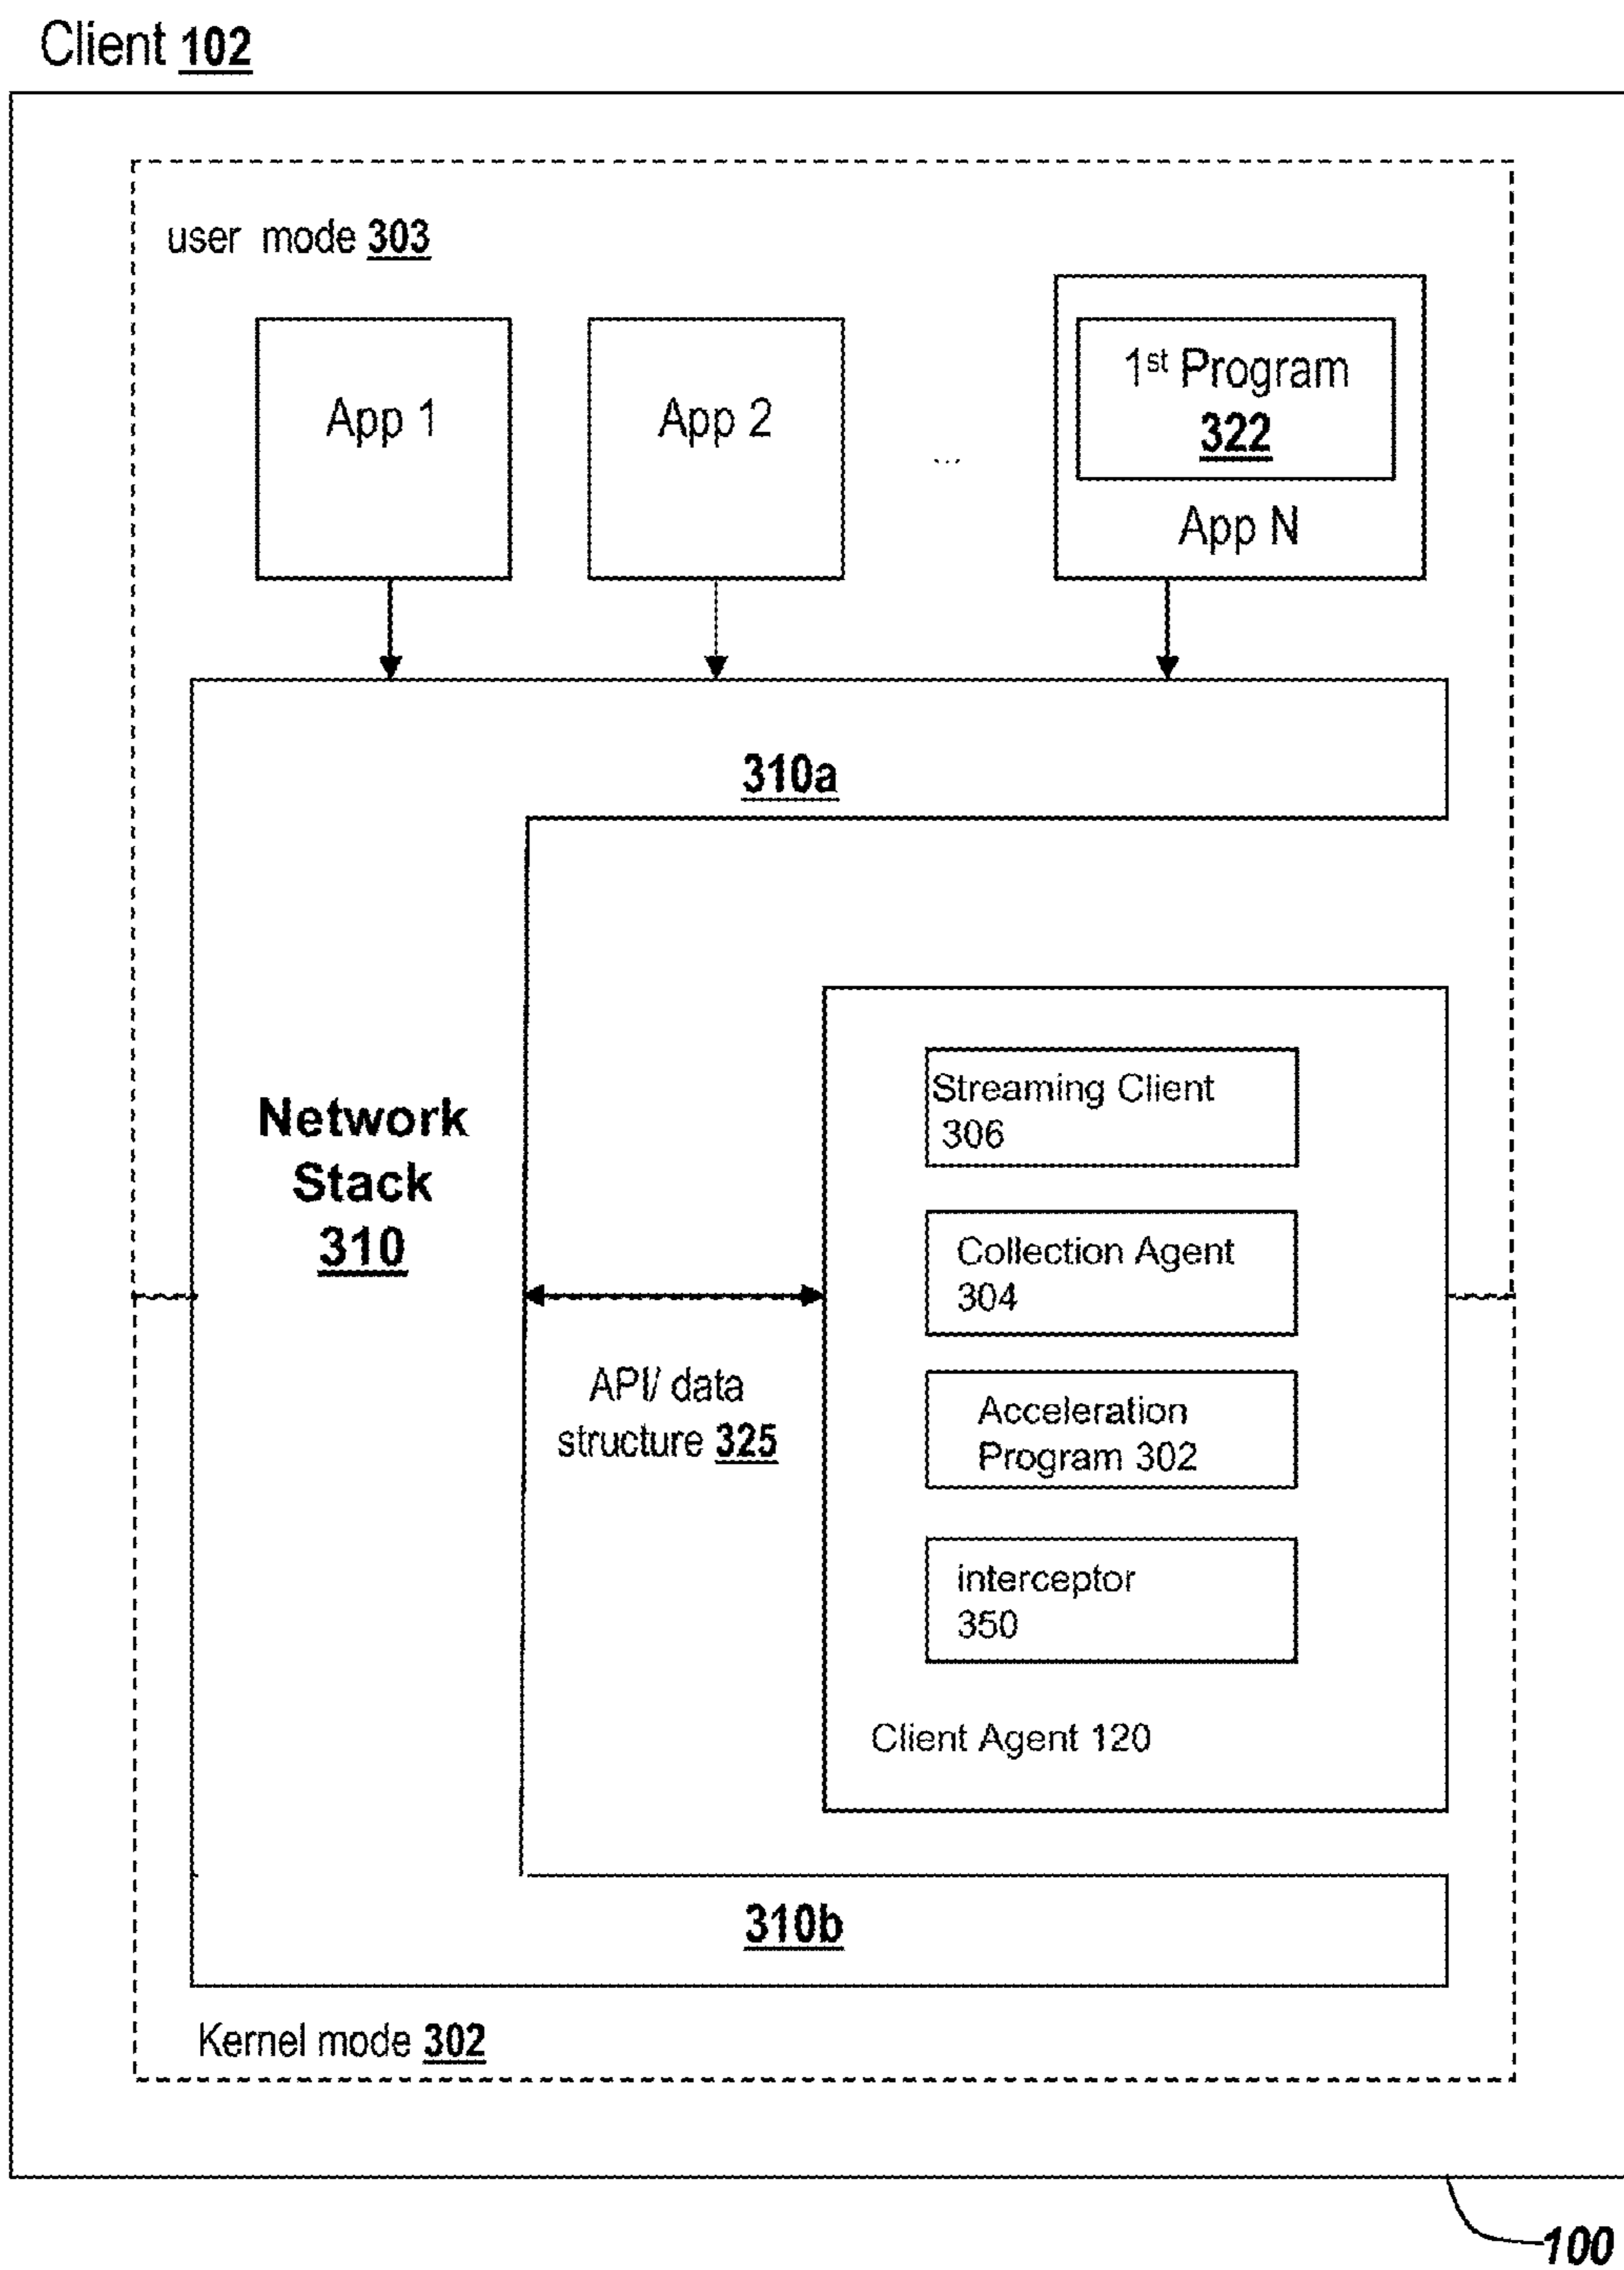 Client 102
user mode 303
App 1
App 2
...
1st Program
322
App N
310a
Network
Stack
310
Streaming Client
306
Collection Agent
304
API/ data
structure 325
Acceleration
Program 302
interceptor
350
Client Agent 120
310b
Kernel mode 302
100